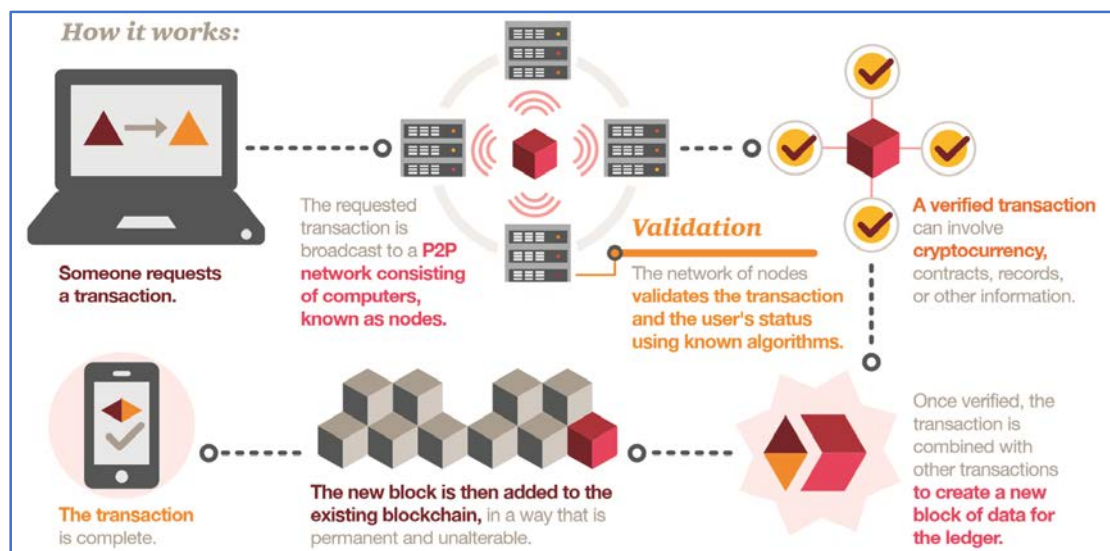 How it works:
Someone requests
a transaction.
The requested
transaction is
broadcast to a P2P
network consisting
of computers,
known as nodes.
Validation
The network of nodes
validates the transaction
and the user's status
using known algorithms.
A verified transaction
can involve
cryptocurrency,
contracts, records,
or other information.
Once verified, the
transaction is
combined with
other transactions
to create a new
block of data for
the ledger.
The new block is then added to the
existing blockchain, in a way that is
permanent and unalterable.
The transaction
is complete.